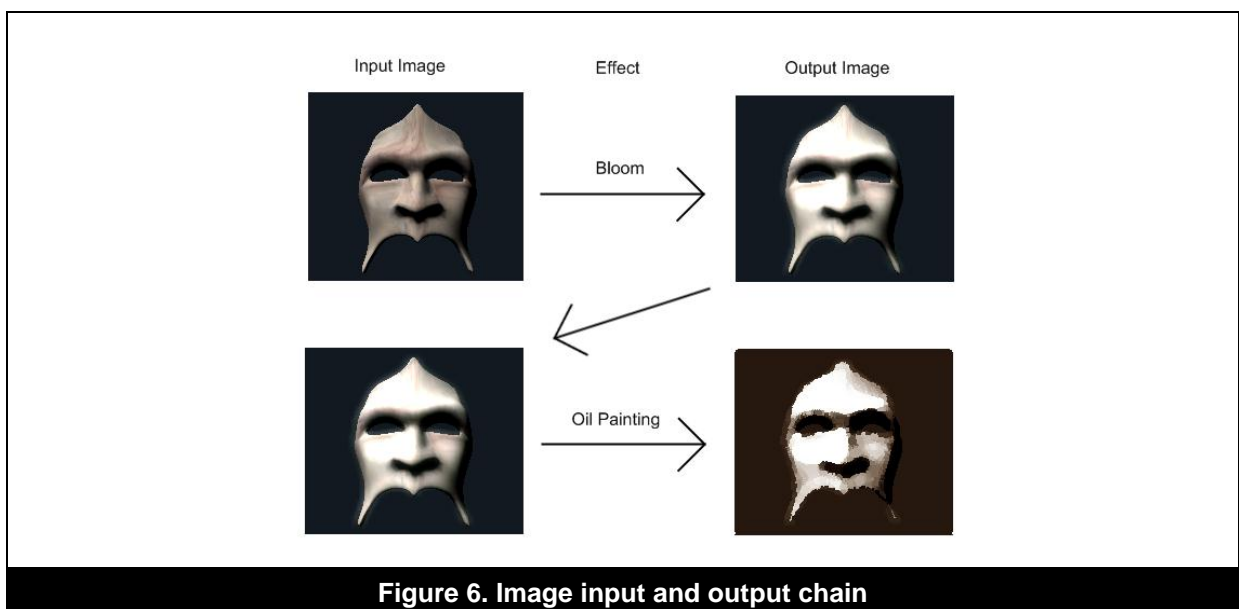 Input Image
Effect
Output Image
Bloom
Oil Painting
Figure 6. Image input and output chain